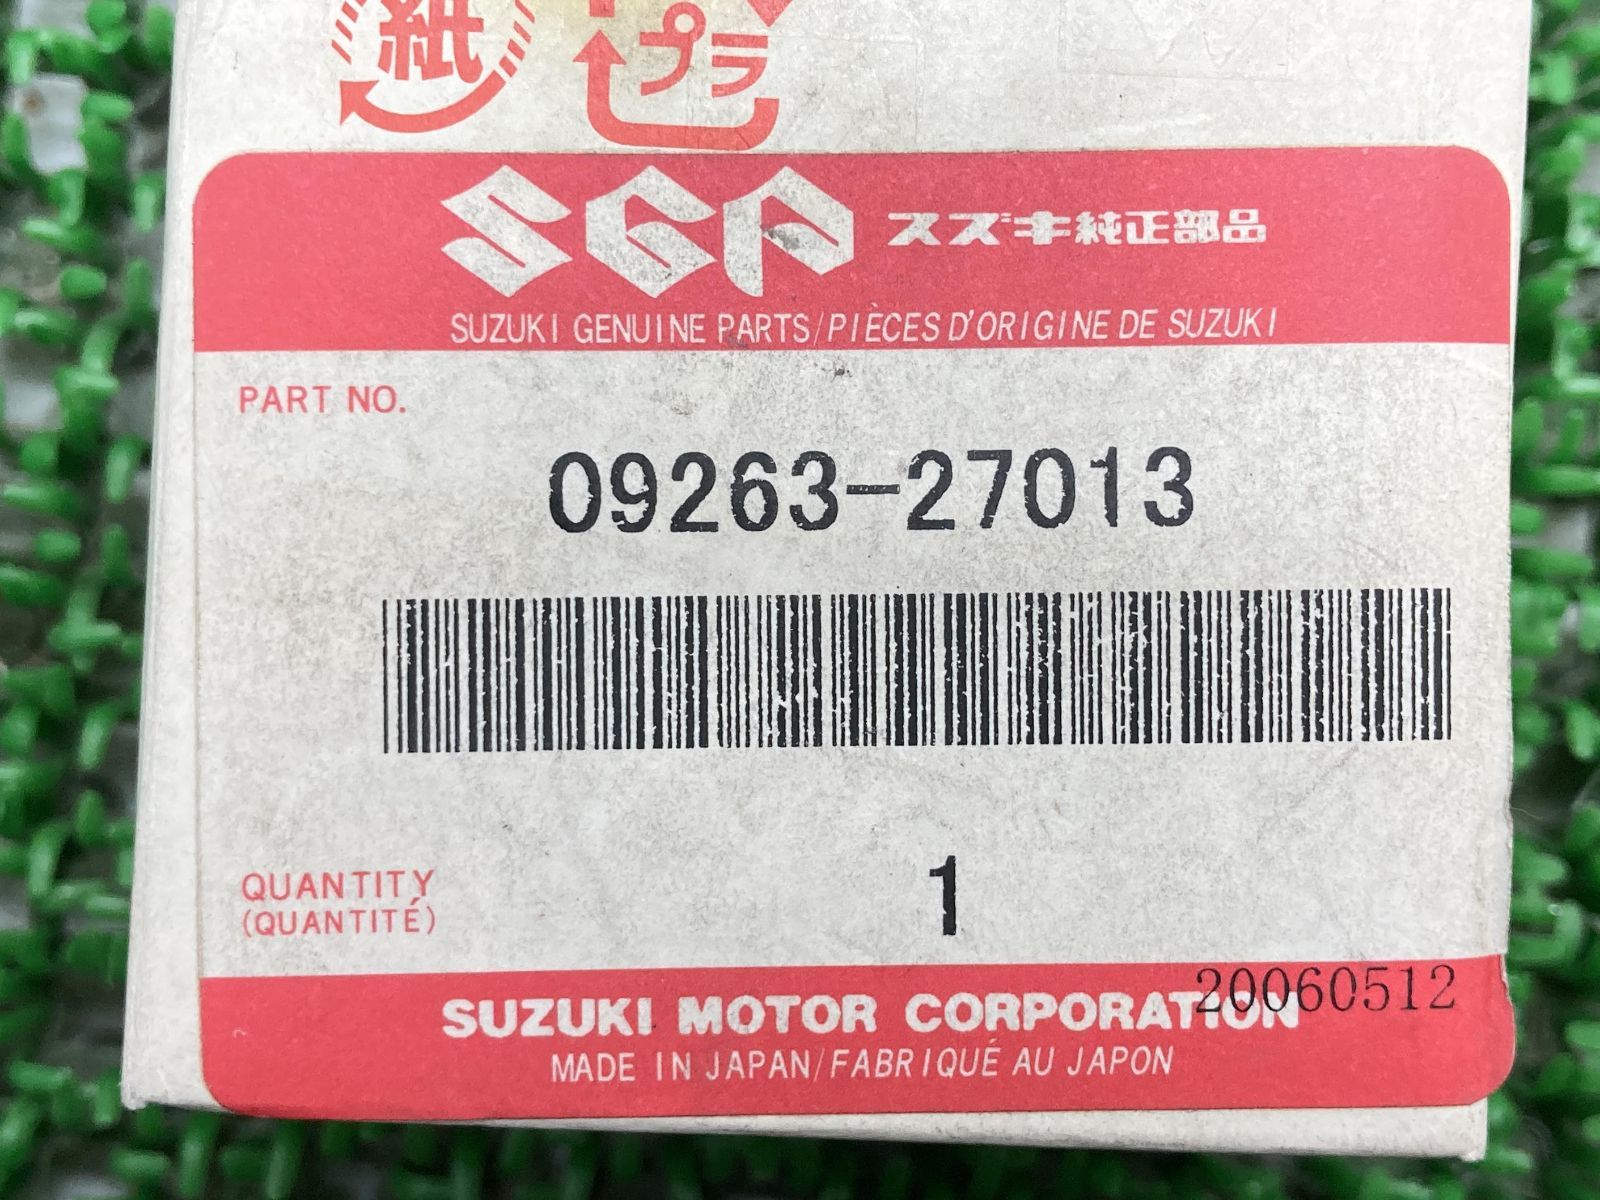 紙
プラ
SGP スズキ純正部品
SUZUKI GENUINE PARTS/PIÈCES D'ORIGINE DE SUZUKI
PART NO.
09263-27013
QUANTITY
(QUANTITÉ)
1
20060512
SUZUKI MOTOR CORPORATION
MADE IN JAPAN/FABRIQUÉ AU JAPON